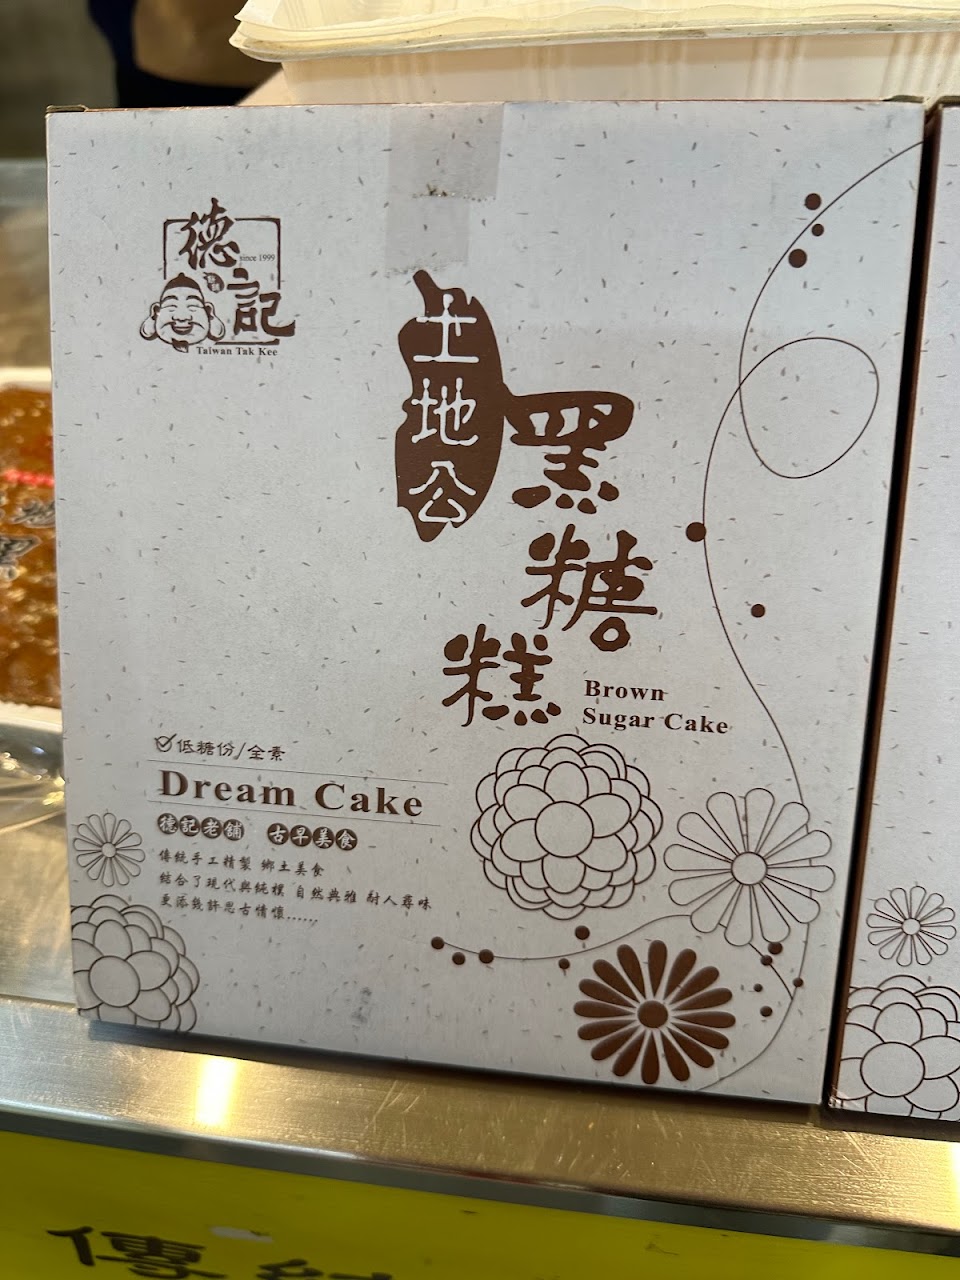 德記
since 1999
Taiwan Tak Kee
土地公
黑糖糕
Brown
Sugar Cake
低糖份/全素
Dream Cake
德記老舖 古早美食
傳統手工精製 鄉土美食
結合了現代與純樸 自然典雅 耐人尋味
更添幾許思古情懷......
傳統